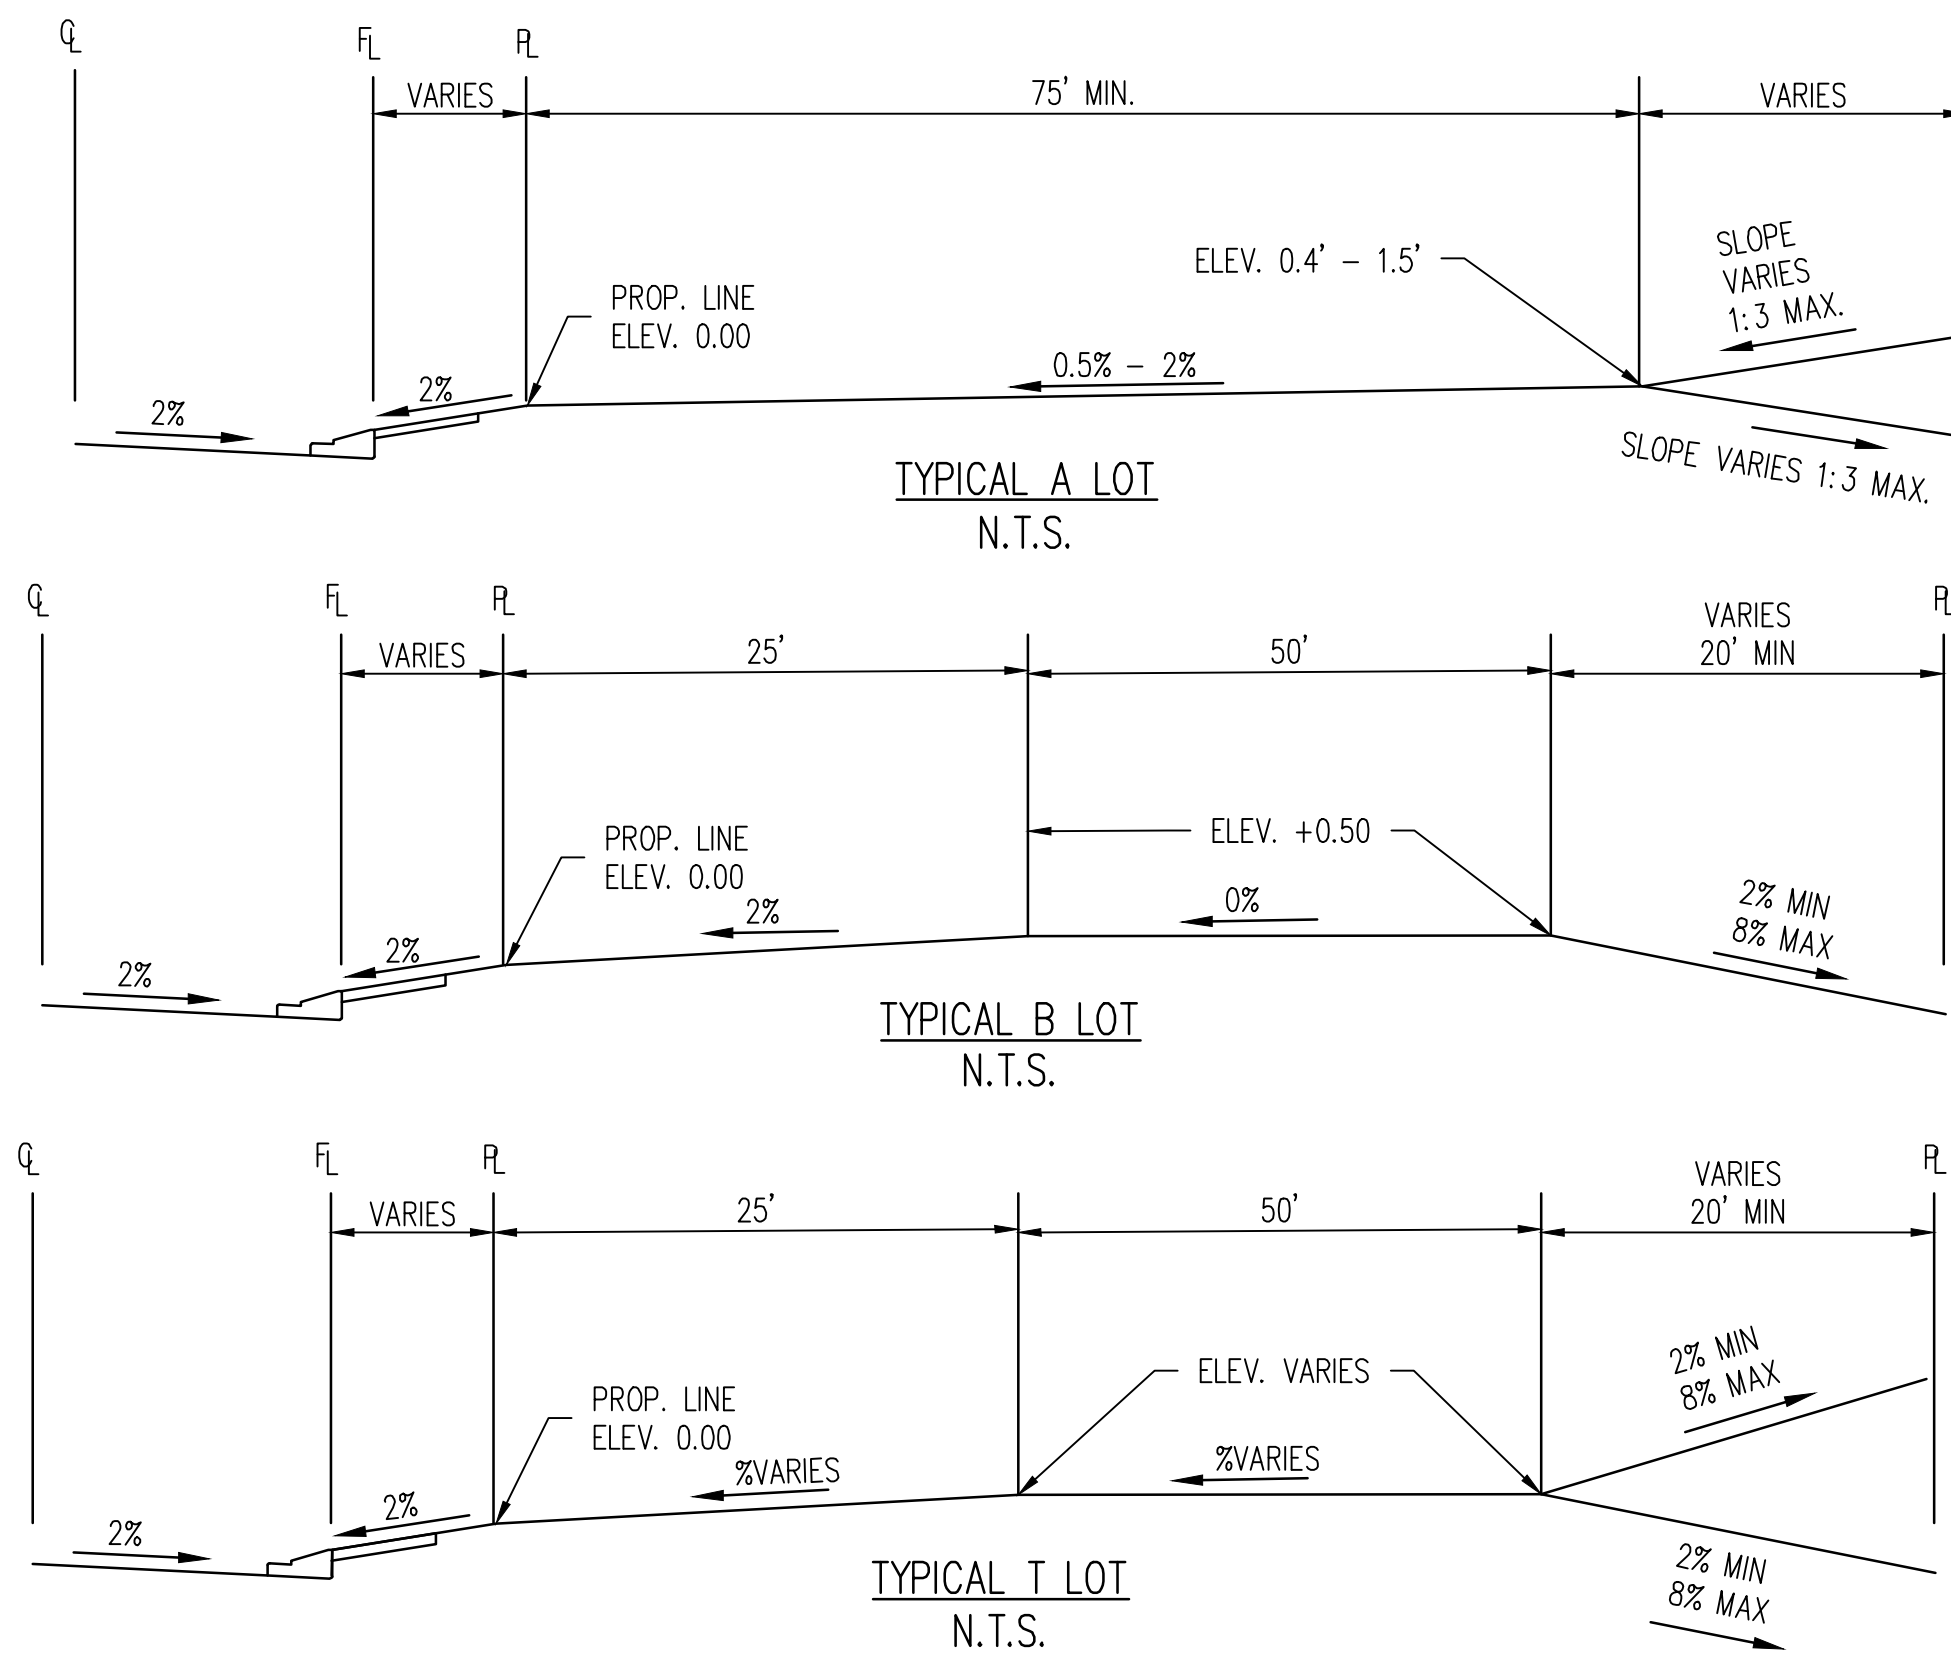 CL FL PL
VARIES 75' MIN. VARIES
ELEV. 0.4' - 1.5'
SLOPE
VARIES
1:3 MAX.
PROP. LINE
ELEV. 0.00
2% 2% 0.5% - 2%
SLOPE VARIES 1:3 MAX.
TYPICAL A LOT
N.T.S.
CL FL PL PL
VARIES 25' 50' VARIES
20' MIN
PROP. LINE
ELEV. 0.00
ELEV. +0.50
2% 2% 2% 0%
2% MIN
8% MAX
TYPICAL B LOT
N.T.S.
CL FL PL PL
VARIES 25' 50' VARIES
20' MIN
PROP. LINE
ELEV. 0.00
ELEV. VARIES
2% MIN
8% MAX
2% 2% %VARIES %VARIES
2% MIN
8% MAX
TYPICAL T LOT
N.T.S.